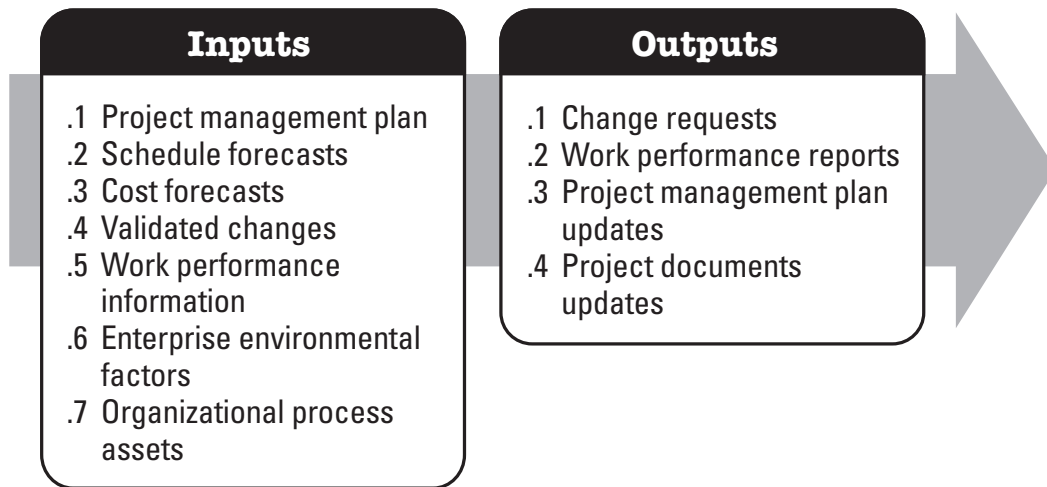 Inputs
.1 Project management plan
.2 Schedule forecasts
.3 Cost forecasts
.4 Validated changes
.5 Work performance
information
.6 Enterprise environmental
factors
.7 Organizational process
assets
Outputs
.1 Change requests
.2 Work performance reports
.3 Project management plan
updates
.4 Project documents
updates